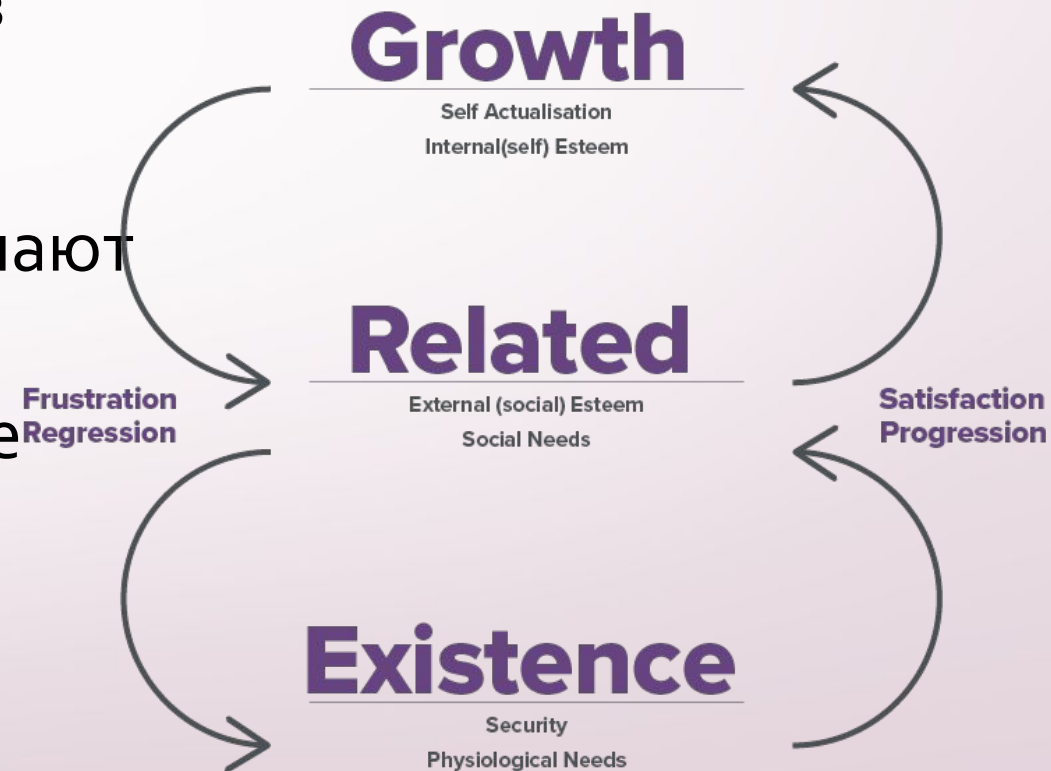 Growth
Self Actualisation
Internal(self) Esteem
Related
External (social) Esteem
Social Needs
Frustration
Regression
Satisfaction
Progression
Existence
Security
Physiological Needs